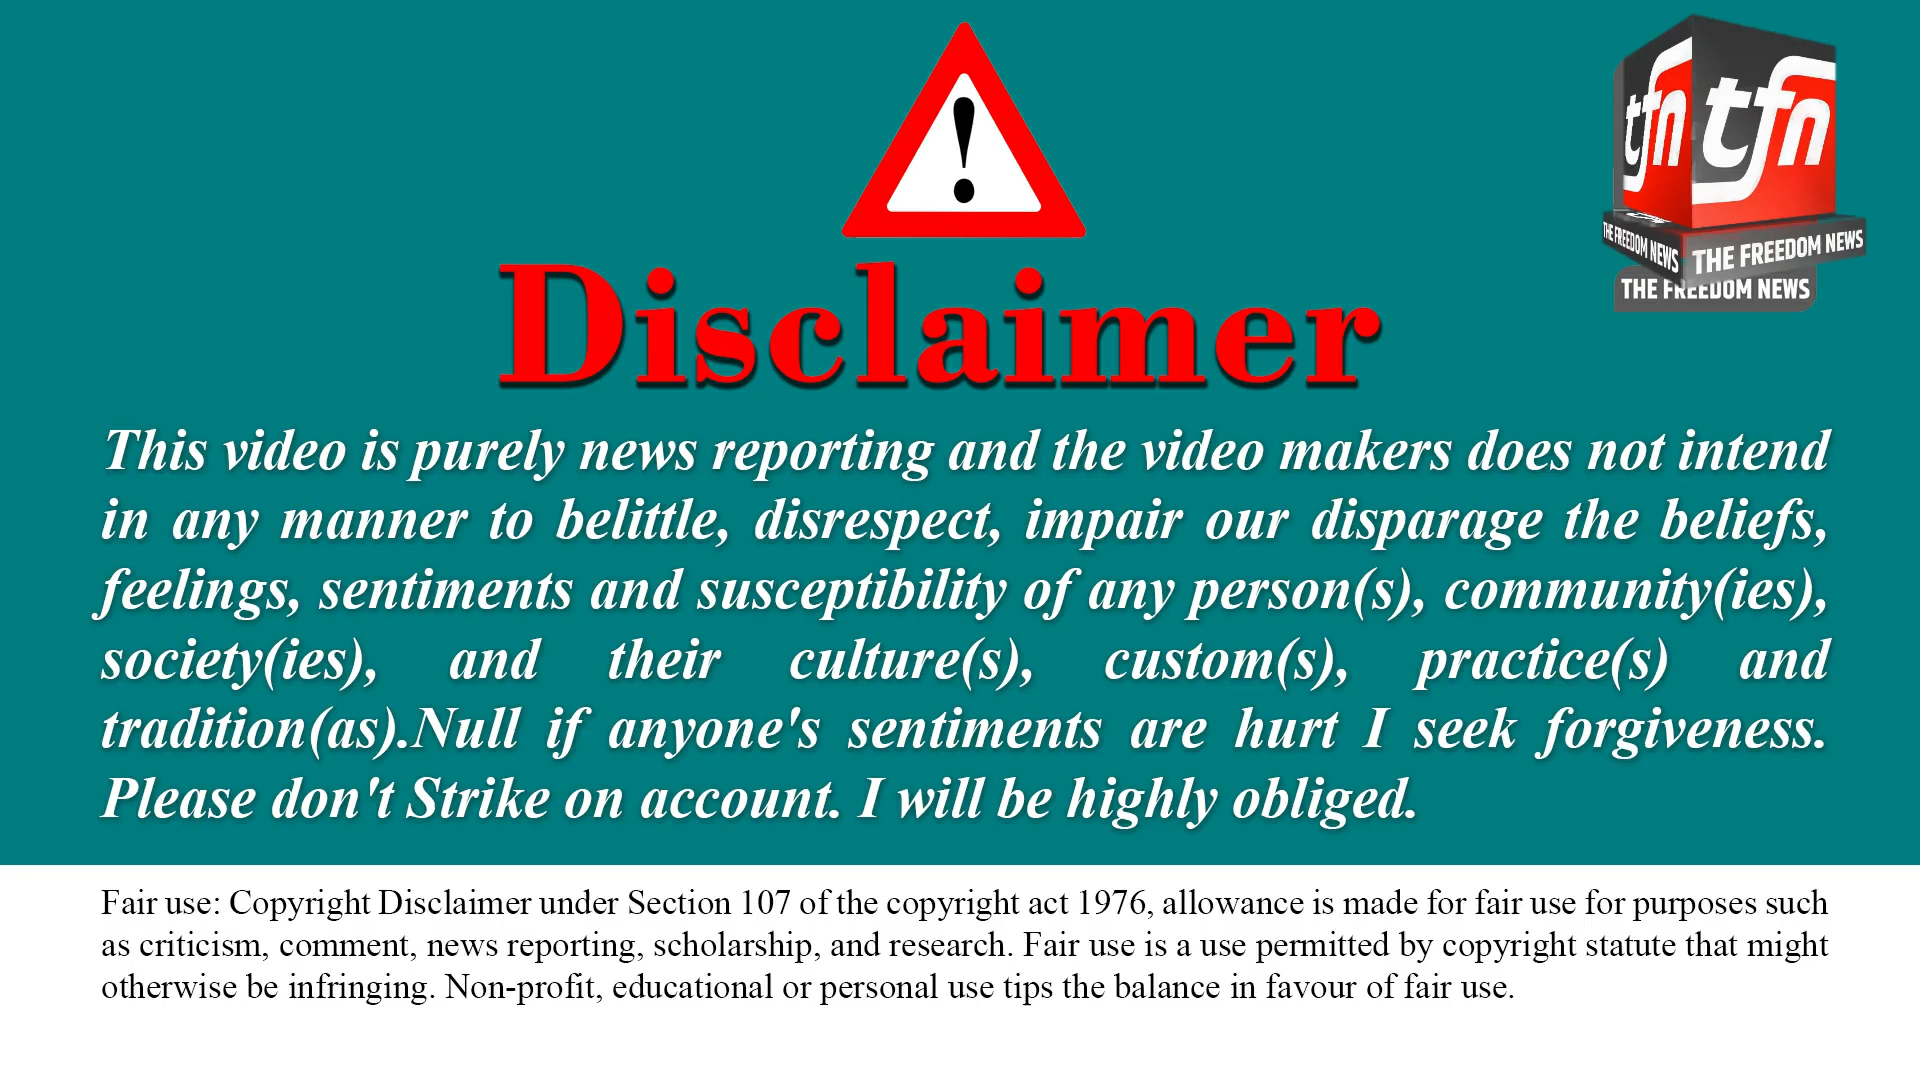 tfn tfn
THE FREEDOM NEWS THE FREEDOM NEWS
THE FREEDOM NEWS
Disclaimer
This video is purely news reporting and the video makers does not intend
in any manner to belittle, disrespect, impair our disparage the beliefs,
feelings, sentiments and susceptibility of any person(s), community(ies),
society(ies), and their culture(s), custom(s), practice(s) and
tradition(as).Null if anyone's sentiments are hurt I seek forgiveness.
Please don't Strike on account. I will be highly obliged.
Fair use: Copyright Disclaimer under Section 107 of the copyright act 1976, allowance is made for fair use for purposes such
as criticism, comment, news reporting, scholarship, and research. Fair use is a use permitted by copyright statute that might
otherwise be infringing. Non-profit, educational or personal use tips the balance in favour of fair use.